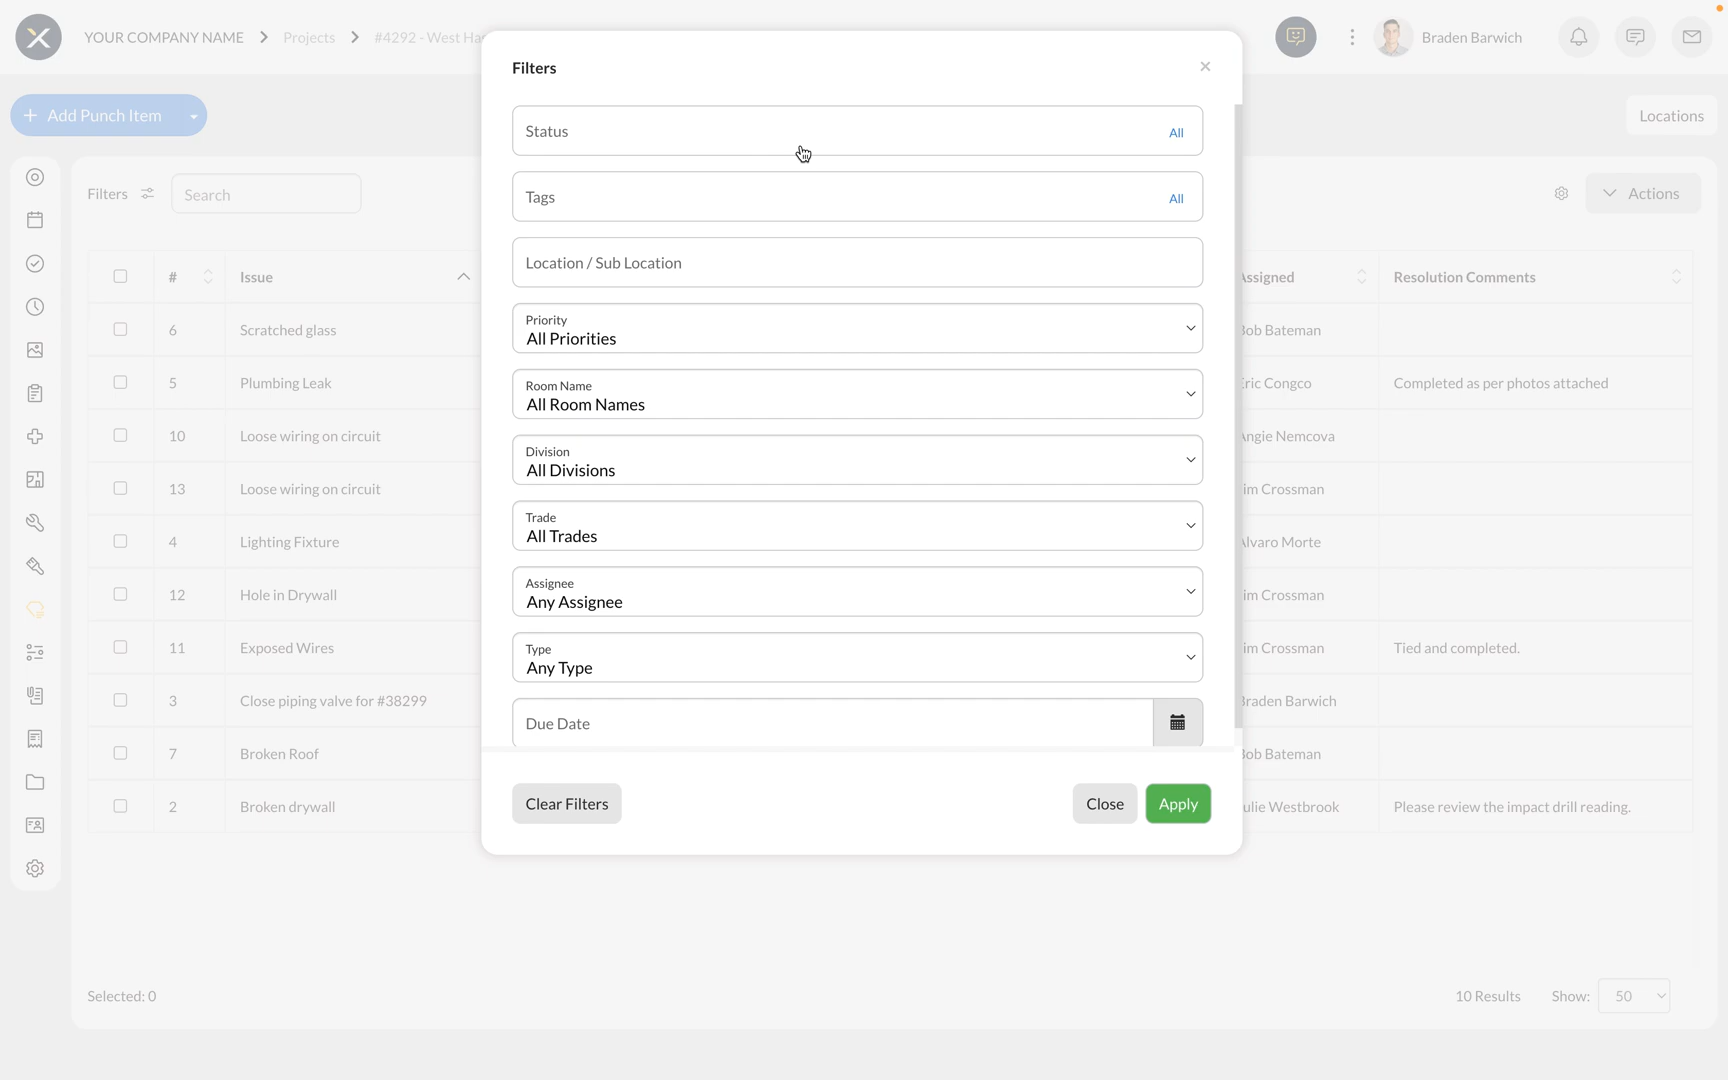 YOUR COMPANY NAME > Projects > #4292 - West Ha
Braden Barwich
+ Add Punch Item
Locations
Filters
Search
Actions
# Issue Assigned Resolution Comments
6 Scratched glass Bob Bateman
5 Plumbing Leak Eric Congco Completed as per photos attached
10 Loose wiring on circuit Angie Nemcova
13 Loose wiring on circuit im Crossman
4 Lighting Fixture Alvaro Morte
12 Hole in Drywall im Crossman
11 Exposed Wires im Crossman Tied and completed.
3 Close piping valve for #38299 Braden Barwich
7 Broken Roof Bob Bateman
2 Broken drywall ulie Westbrook Please review the impact drill reading.
Selected: 0
10 Results Show: 50
Filters
×
Status All
Tags All
Location / Sub Location
Priority
All Priorities
Room Name
All Room Names
Division
All Divisions
Trade
All Trades
Assignee
Any Assignee
Type
Any Type
Due Date
Clear Filters
Close
Apply